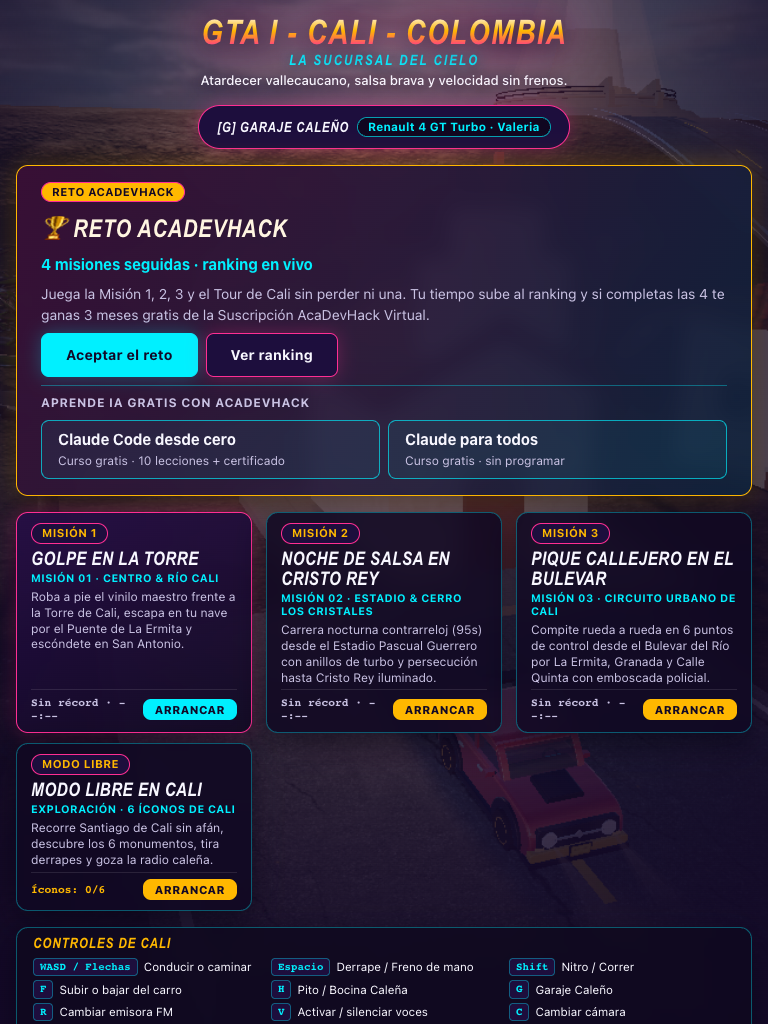 GTA I - CALI - COLOMBIA
LA SUCURSAL DEL CIELO
Atardecer vallecaucano, salsa brava y velocidad sin frenos.
[G] GARAJE CALEÑO Renault 4 GT Turbo · Valeria
RETO ACADEVHACK
🏆 RETO ACADEVHACK
4 misiones seguidas · ranking en vivo
Juega la Misión 1, 2, 3 y el Tour de Cali sin perder ni una. Tu tiempo sube al ranking y si completas las 4 te
ganas 3 meses gratis de la Suscripción AcaDevHack Virtual.
Aceptar el reto
Ver ranking
APRENDE IA GRATIS CON ACADEVHACK
Claude Code desde cero
Curso gratis · 10 lecciones + certificado
Claude para todos
Curso gratis · sin programar
MISIÓN 1
GOLPE EN LA TORRE
MISIÓN 01 · CENTRO & RÍO CALI
Roba a pie el vinilo maestro frente a
la Torre de Cali, escapa en tu nave
por el Puente de La Ermita y
escóndete en San Antonio.
Sin récord · -
-:--
ARRANCAR
MISIÓN 2
NOCHE DE SALSA EN
CRISTO REY
MISIÓN 02 · ESTADIO & CERRO
LOS CRISTALES
Carrera nocturna contrarreloj (95s)
desde el Estadio Pascual Guerrero
con anillos de turbo y persecución
hasta Cristo Rey iluminado.
Sin récord · -
-:--
ARRANCAR
MISIÓN 3
PIQUE CALLEJERO EN EL
BULEVAR
MISIÓN 03 · CIRCUITO URBANO DE
CALI
Compite rueda a rueda en 6 puntos
de control desde el Bulevar del Río
por La Ermita, Granada y Calle
Quinta con emboscada policial.
Sin récord · -
-:--
ARRANCAR
MODO LIBRE
MODO LIBRE EN CALI
EXPLORACIÓN · 6 ÍCONOS DE CALI
Recorre Santiago de Cali sin afán,
descubre los 6 monumentos, tira
derrapes y goza la radio caleña.
Íconos: 0/6
ARRANCAR
CONTROLES DE CALI
WASD / Flechas Conducir o caminar
Espacio Derrape / Freno de mano
Shift Nitro / Correr
F Subir o bajar del carro
H Pito / Bocina Caleña
G Garaje Caleño
R Cambiar emisora FM
V Activar / silenciar voces
C Cambiar cámara